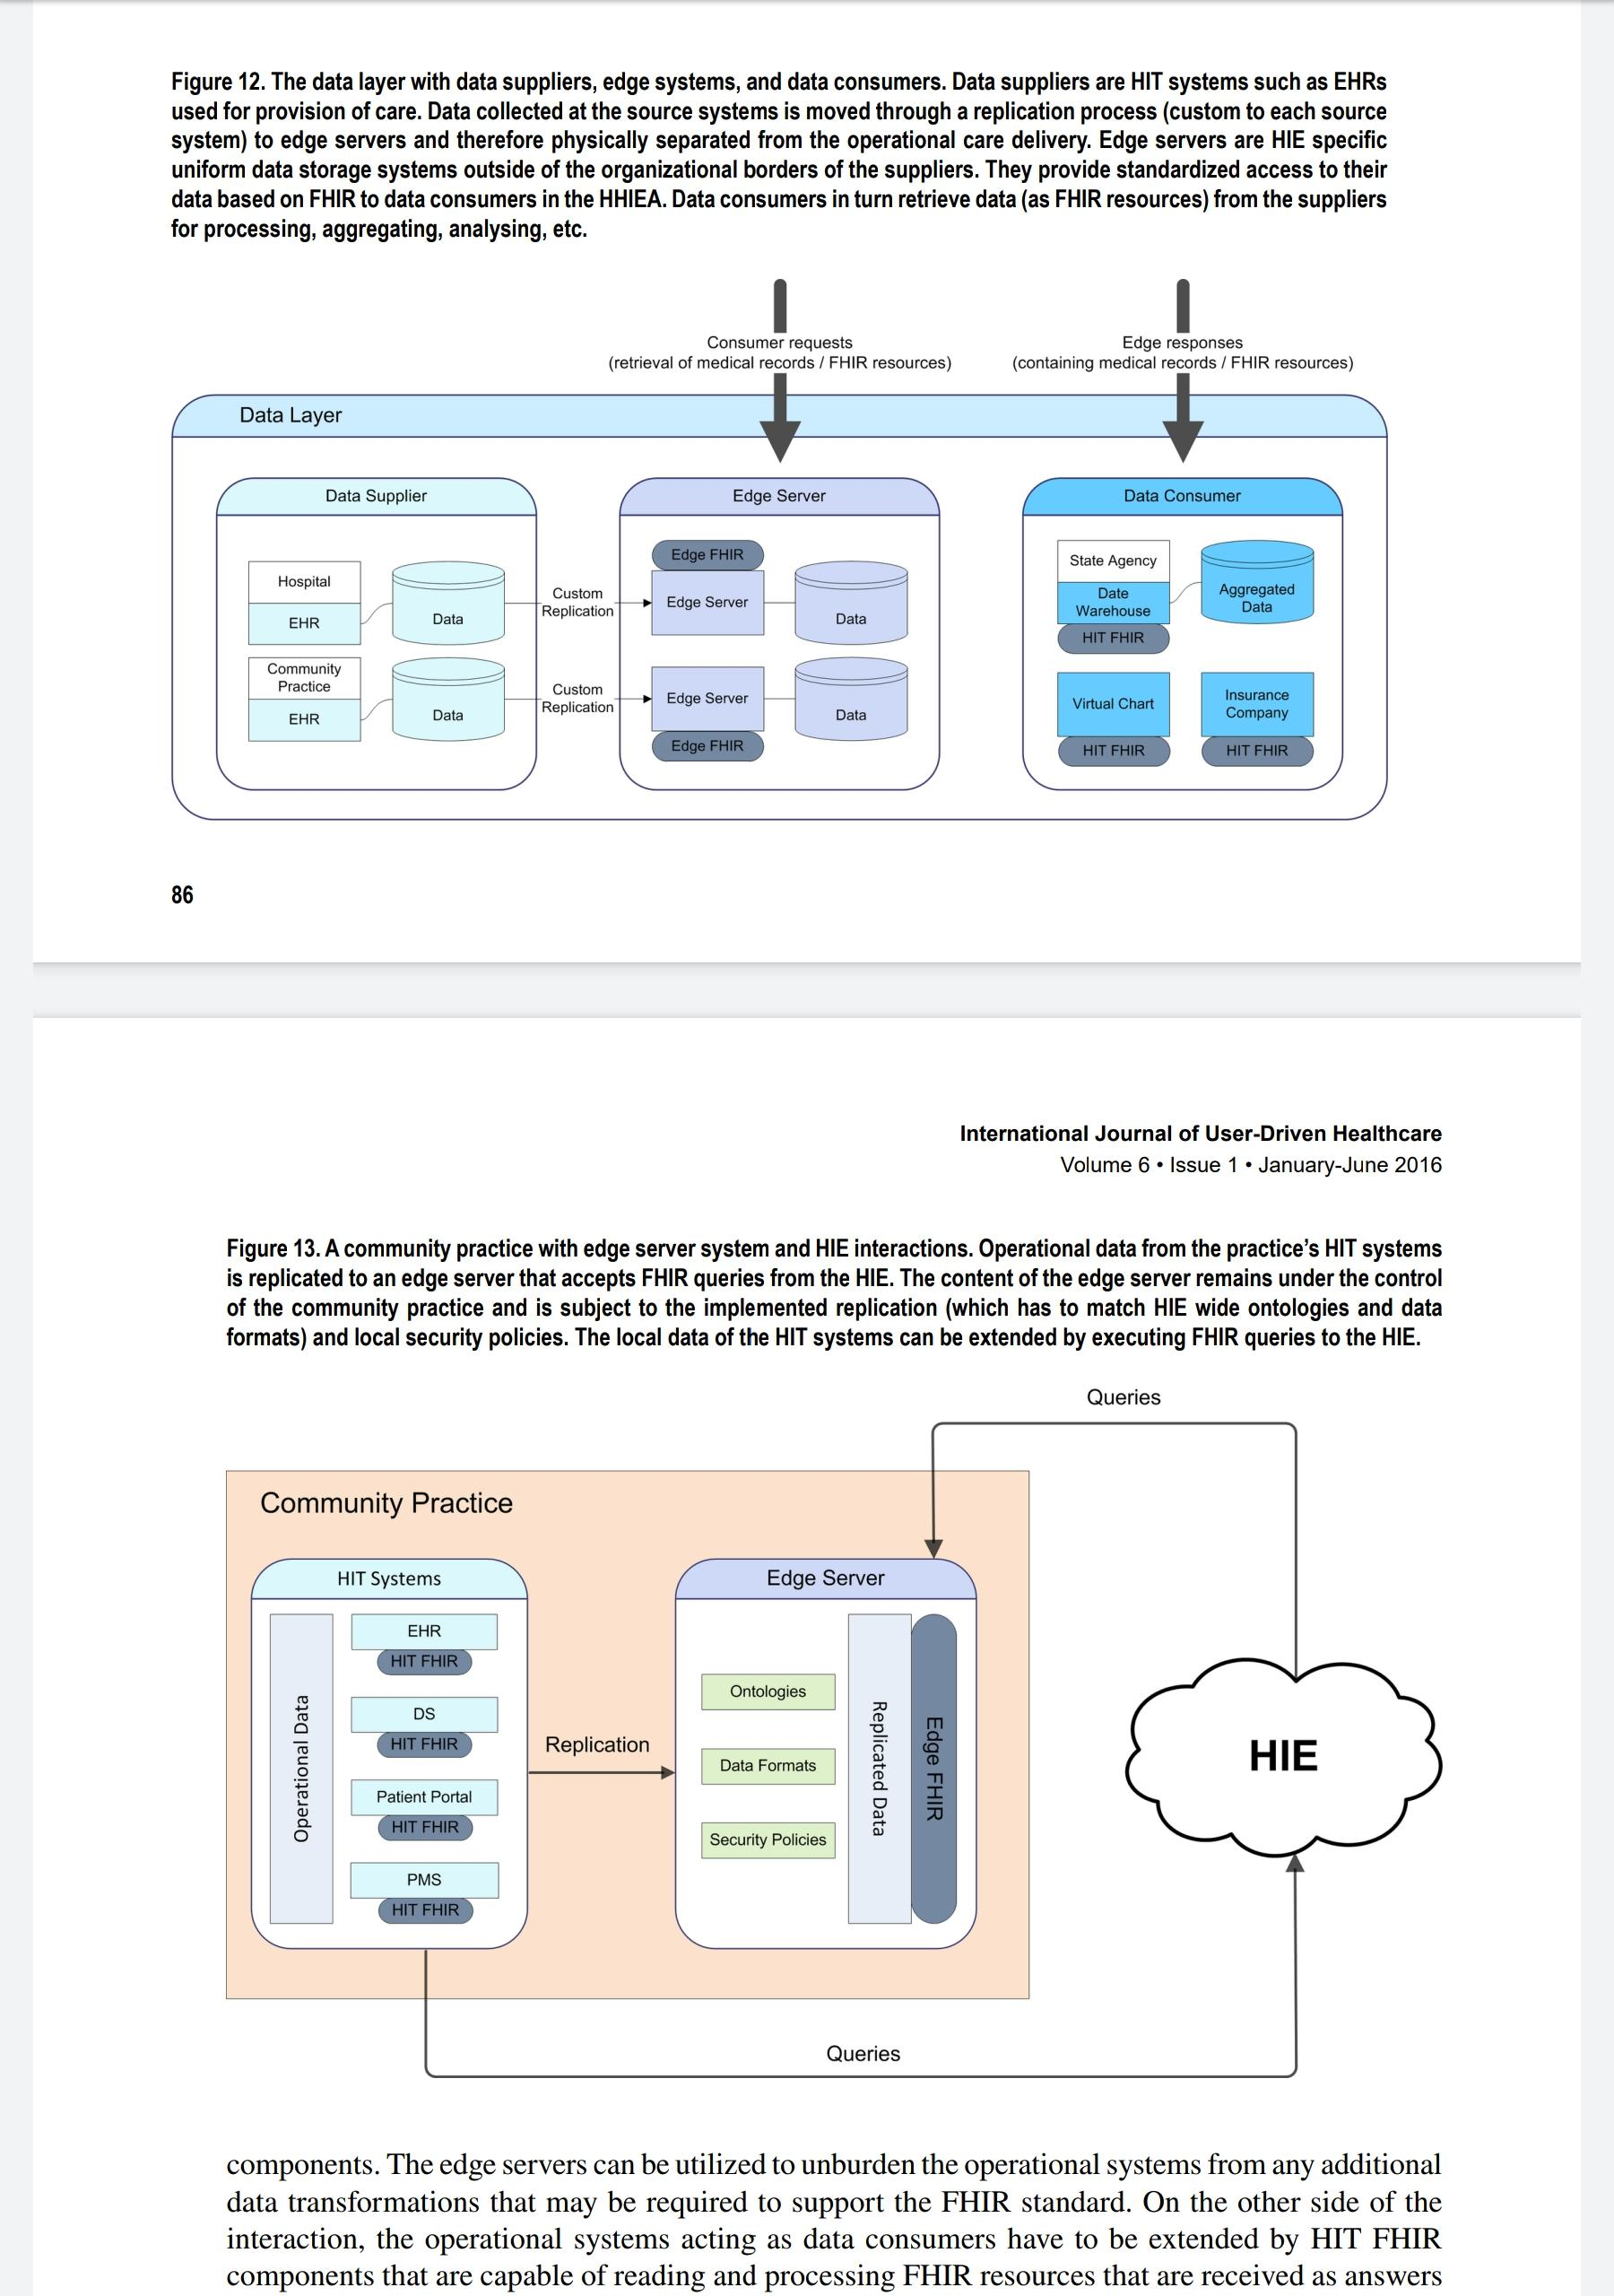 Figure 12. The data layer with data suppliers, edge systems, and data consumers. Data suppliers are HIT systems such as EHRs
used for provision of care. Data collected at the source systems is moved through a replication process (custom to each source
system) to edge servers and therefore physically separated from the operational care delivery. Edge servers are HIE specific
uniform data storage systems outside of the organizational borders of the suppliers. They provide standardized access to their
data based on FHIR to data consumers in the HHIEA. Data consumers in turn retrieve data (as FHIR resources) from the suppliers
for processing, aggregating, analysing, etc.
Consumer requests
(retrieval of medical records / FHIR resources)
Edge responses
(containing medical records / FHIR resources)
Data Layer
Data Supplier
Hospital
EHR
Data
Community
Practice
EHR
Data
Custom
Replication
Custom
Replication
Edge Server
Edge FHIR
Edge Server
Data
Edge Server
Edge FHIR
Data
Data Consumer
State Agency
Date
Warehouse
HIT FHIR
Aggregated
Data
Virtual Chart
HIT FHIR
Insurance
Company
HIT FHIR
86
International Journal of User-Driven Healthcare
Volume 6 • Issue 1 • January-June 2016
Figure 13. A community practice with edge server system and HIE interactions. Operational data from the practice’s HIT systems
is replicated to an edge server that accepts FHIR queries from the HIE. The content of the edge server remains under the control
of the community practice and is subject to the implemented replication (which has to match HIE wide ontologies and data
formats) and local security policies. The local data of the HIT systems can be extended by executing FHIR queries to the HIE.
Queries
Community Practice
HIT Systems
Operational Data
EHR
HIT FHIR
DS
HIT FHIR
Patient Portal
HIT FHIR
PMS
HIT FHIR
Replication
Edge Server
Ontologies
Data Formats
Security Policies
Replicated Data
Edge FHIR
HIE
Queries
components. The edge servers can be utilized to unburden the operational systems from any additional
data transformations that may be required to support the FHIR standard. On the other side of the
interaction, the operational systems acting as data consumers have to be extended by HIT FHIR
components that are capable of reading and processing FHIR resources that are received as answers